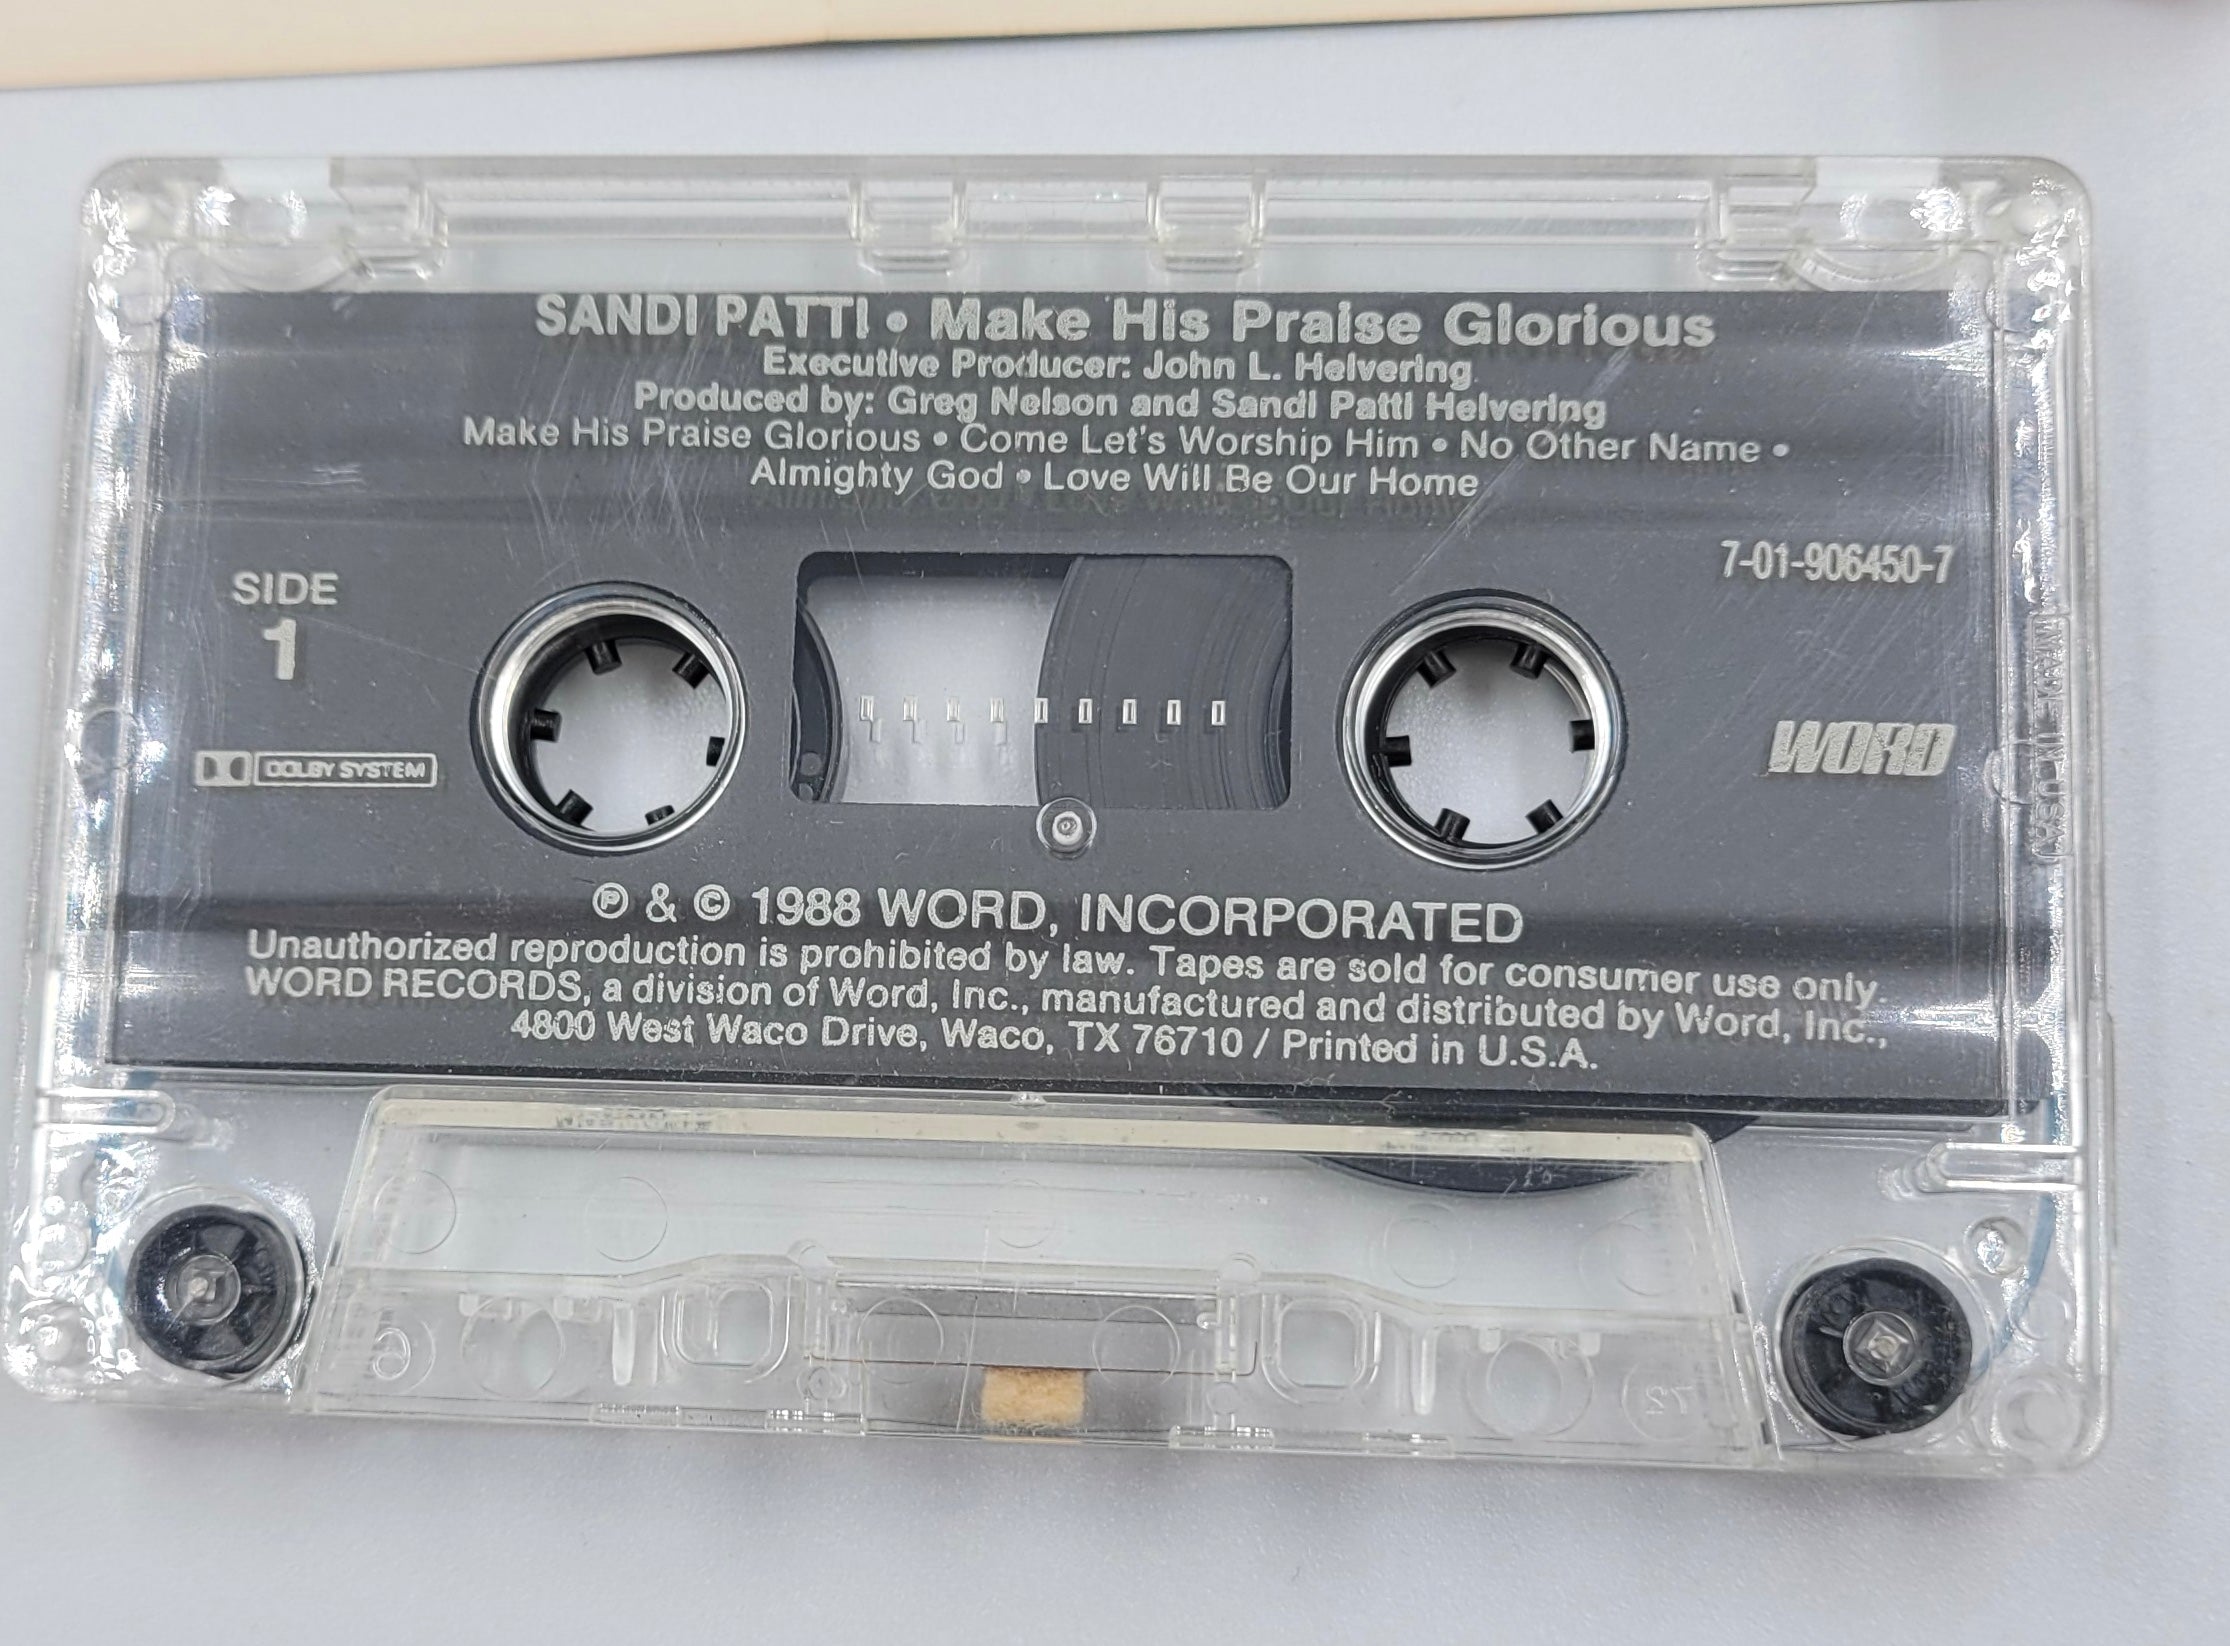 SANDI PATTI • Make His Praise Glorious
Executive Producer: John L. Helvering
Produced by: Greg Nelson and Sandi Patti Helvering
Make His Praise Glorious • Come Let's Worship Him • No Other Name •
Almighty God • Love Will Be Our Home
7-01-906450-7
SIDE
1
DOLBY SYSTEM
WORD
MADE IN USA
℗ & © 1988 WORD, INCORPORATED
Unauthorized reproduction is prohibited by law. Tapes are sold for consumer use only.
WORD RECORDS, a division of Word, Inc., manufactured and distributed by Word, Inc.,
4800 West Waco Drive, Waco, TX 76710 / Printed in U.S.A.